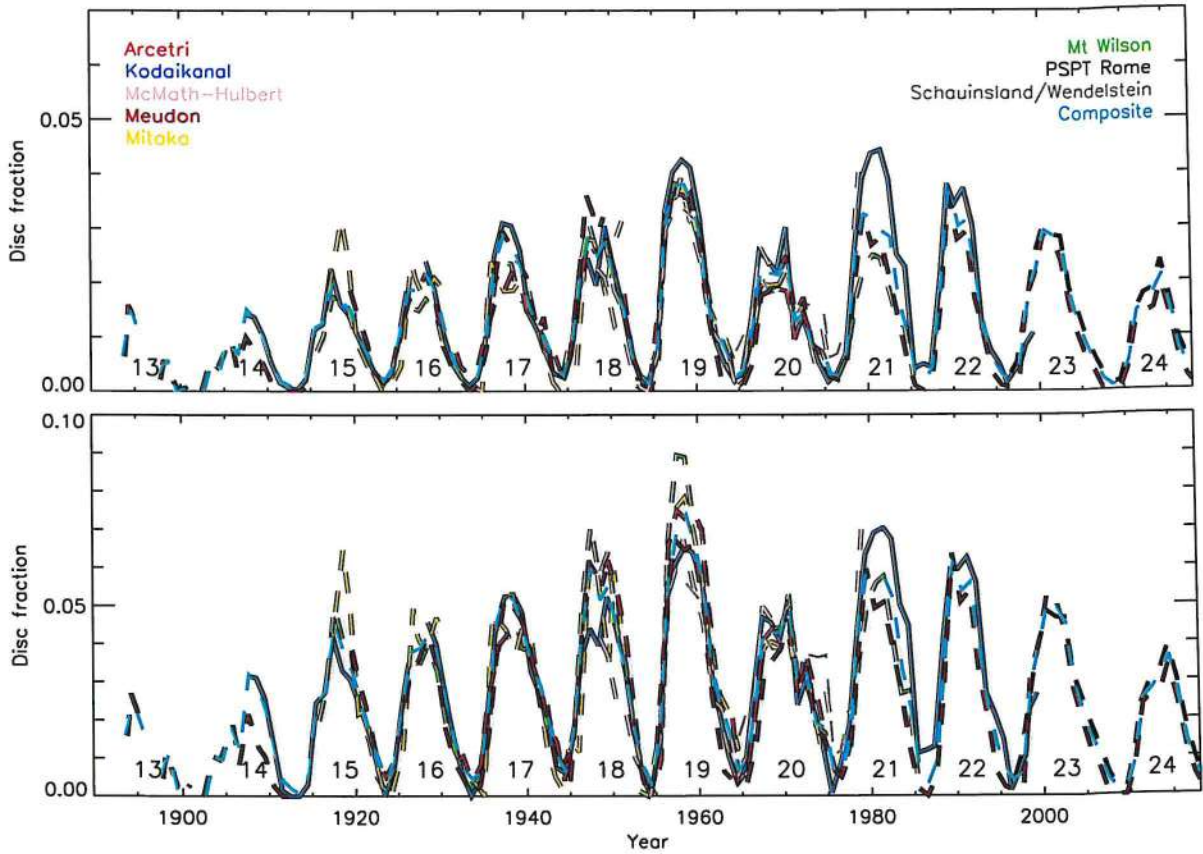 Arcetri
Kodaikanal
McMath-Hulbert
Meudon
Mitaka
Mt Wilson
PSPT Rome
Schauinsland/Wendelstein
Composite
0.05
0.00
Disc fraction
13 14 15 16 17 18 19 20 21 22 23 24
0.10
0.05
0.00
Disc fraction
13 14 15 16 17 18 19 20 21 22 23 24
1900 1920 1940 1960 1980 2000
Year